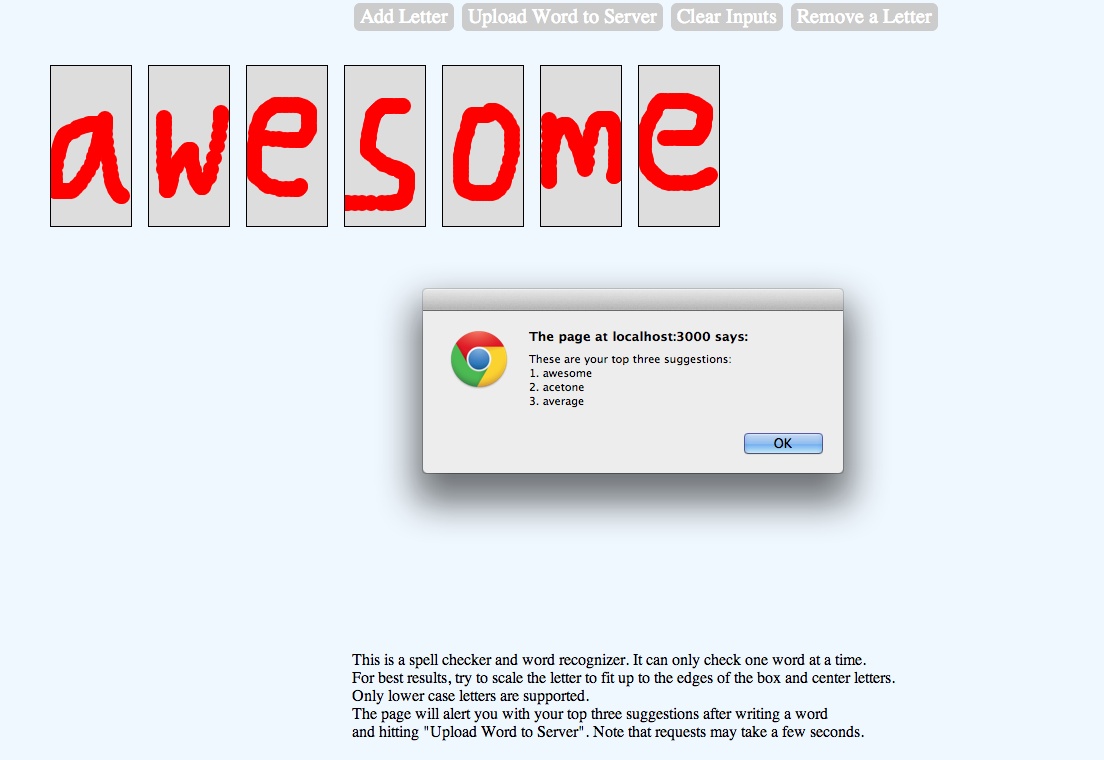 Add Letter Upload Word to Server Clear Inputs Remove a Letter
awesome
The page at localhost:3000 says:
These are your top three suggestions:
1. awesome
2. acetone
3. average
OK
This is a spell checker and word recognizer. It can only check one word at a time.
For best results, try to scale the letter to fit up to the edges of the box and center letters.
Only lower case letters are supported.
The page will alert you with your top three suggestions after writing a word
and hitting "Upload Word to Server". Note that requests may take a few seconds.